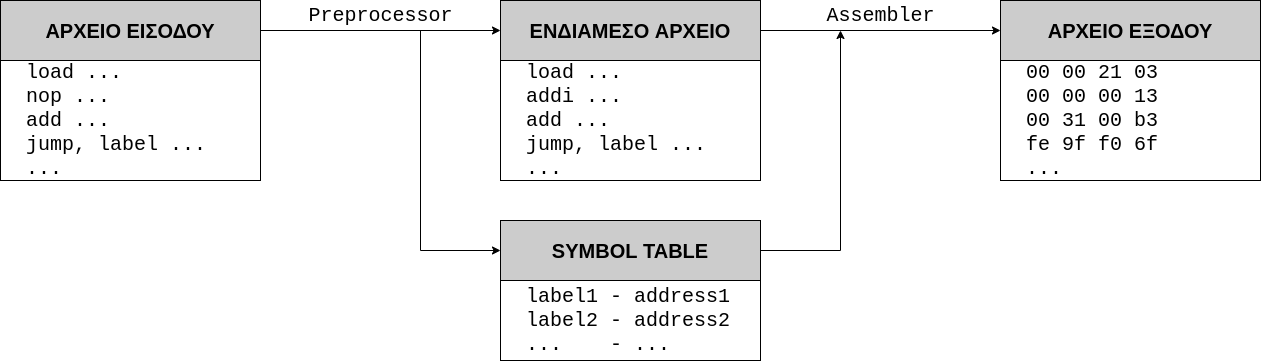 Preprocessor
Assembler
ΑΡΧΕΙΟ ΕΙΣΟΔΟΥ
load ...
nop ...
add ...
jump, label ...
...
ΕΝΔΙΑΜΕΣΟ ΑΡΧΕΙΟ
load ...
addi ...
add ...
jump, label ...
...
ΑΡΧΕΙΟ ΕΞΟΔΟΥ
00 00 21 03
00 00 00 13
00 31 00 b3
fe 9f f0 6f
...
SYMBOL TABLE
label1 - address1
label2 - address2
...    - ...